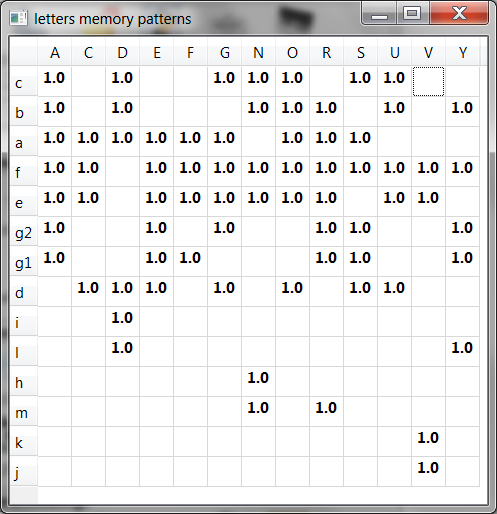 letters memory patterns
A C D E F G N O R S U V Y
c 1.0 1.0 1.0 1.0 1.0 1.0 1.0
b 1.0 1.0 1.0 1.0 1.0 1.0 1.0
a 1.0 1.0 1.0 1.0 1.0 1.0 1.0 1.0 1.0
f 1.0 1.0 1.0 1.0 1.0 1.0 1.0 1.0 1.0 1.0 1.0 1.0
e 1.0 1.0 1.0 1.0 1.0 1.0 1.0 1.0 1.0 1.0
g2 1.0 1.0 1.0 1.0 1.0 1.0
g1 1.0 1.0 1.0 1.0 1.0 1.0
d 1.0 1.0 1.0 1.0 1.0 1.0 1.0
i 1.0
l 1.0 1.0
h 1.0
m 1.0 1.0
k 1.0
j 1.0